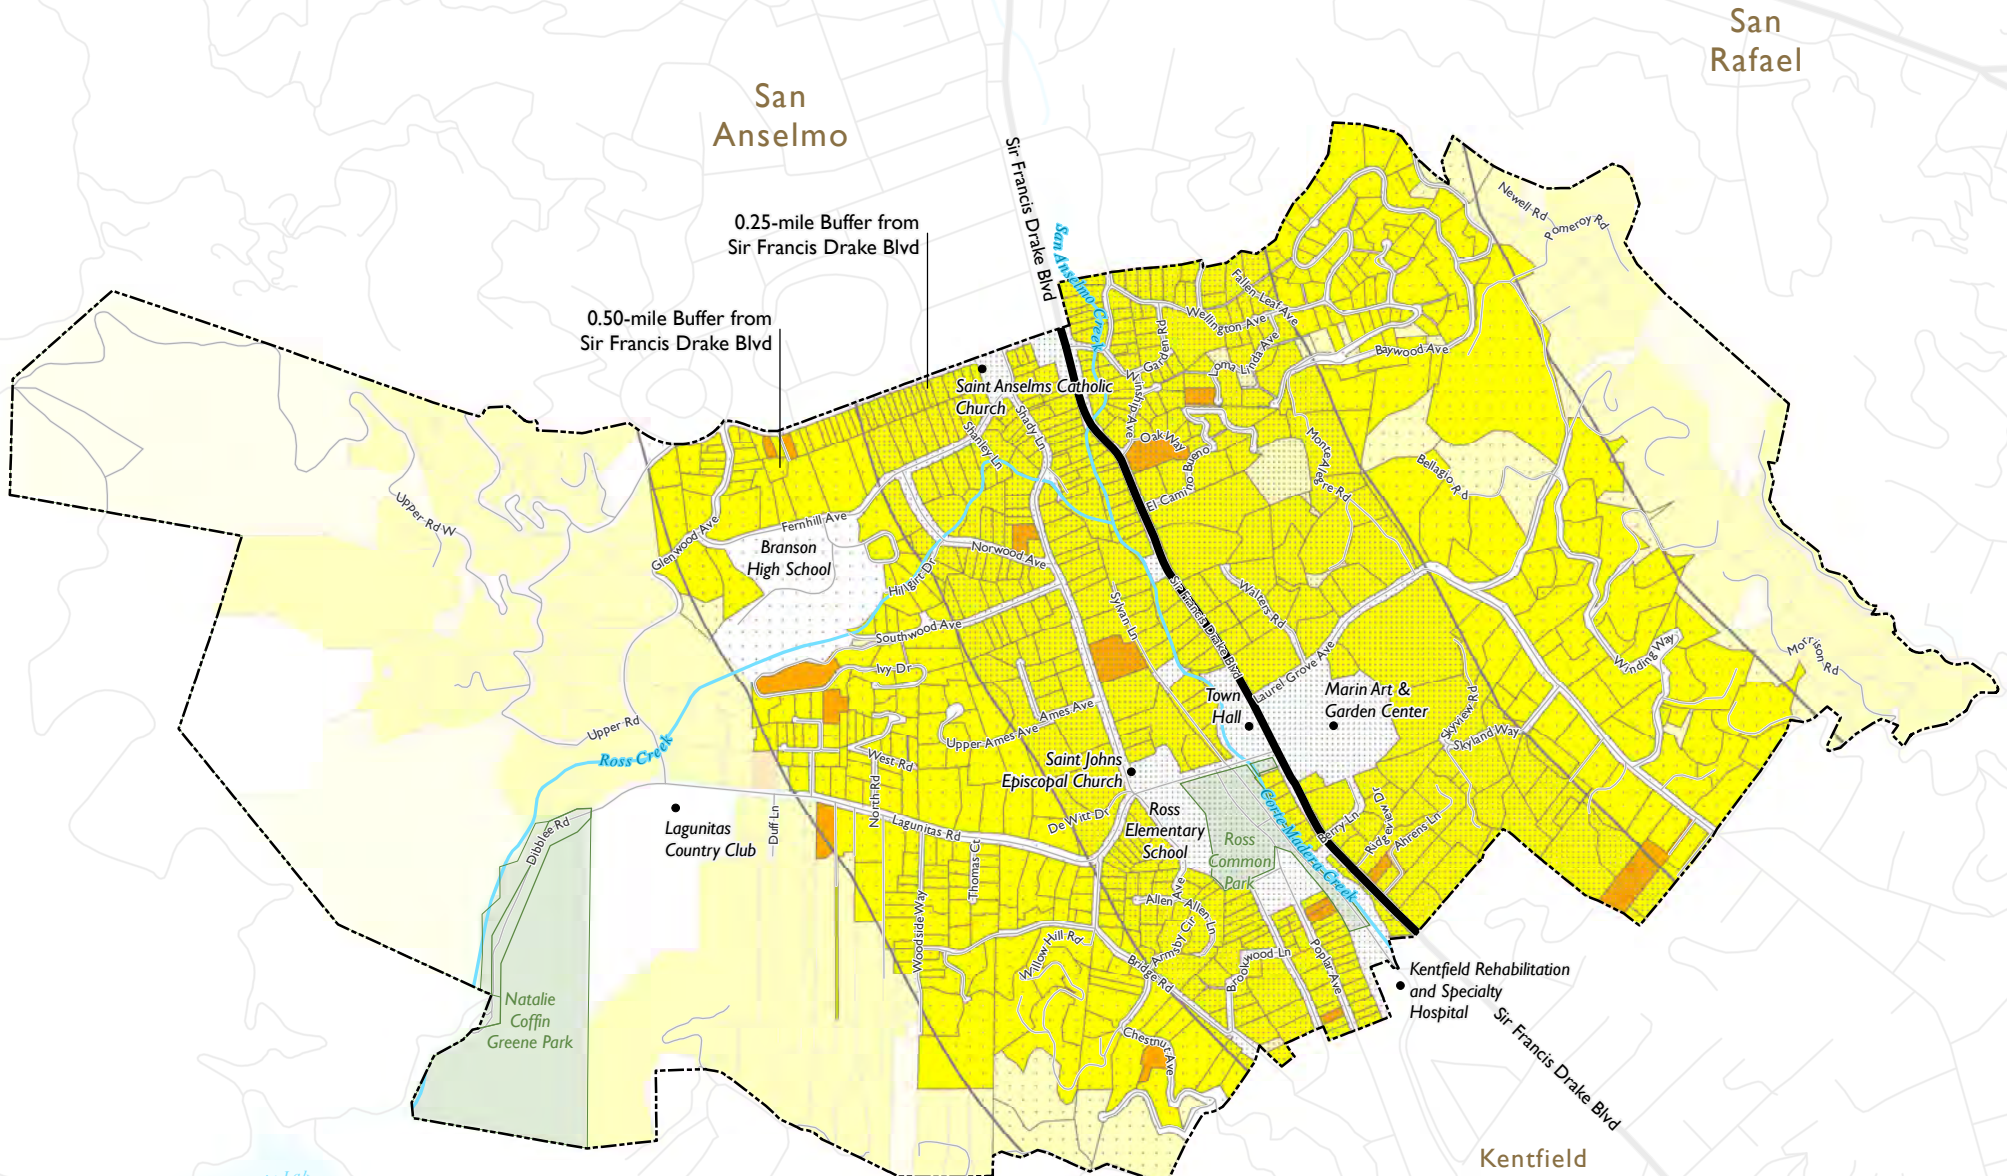 San
Rafael
San
Anselmo
Sir Francis Drake Blvd
San Anselmo Creek
0.25-mile Buffer from
Sir Francis Drake Blvd
0.50-mile Buffer from
Sir Francis Drake Blvd
Newell Rd
Pomeroy Rd
Fallen Leaf Ave
Wellington Ave
Garden Rd
Winship Ave
Loma Linda Ave
Baywood Ave
Saint Anselms Catholic
Church
Shady Ln
Shanley Ln
Oak Way
El Camino Bueno
Monte Alegre Rd
Bellagio Rd
Upper Rd W
Glenwood Ave
Fernhill Ave
Branson
High School
Norwood Ave
Hillgirt Dr
Southwood Ave
Sylvan Ln
Sir Francis Drake Blvd
Walters Rd
Laurel Grove Ave
Winding Way
Morrison Rd
Ivy Dr
Town
Hall
Marin Art &
Garden Center
Skyview Rd
Skyland Way
Ames Ave
Upper Ames Ave
Upper Rd
Ross Creek
West Rd
Saint Johns
Episcopal Church
North Rd
Lagunitas Rd
De Witt Dr
Ross
Elementary
School
Ross
Common
Park
Corte Madera Creek
Berry Ln
Ridgeview Dr
Ahrens Ln
Dibblee Rd
Lagunitas
Country Club
Duff Ln
Thomas Ct
Woodside Way
Allen Ave
Allen Ln
Armsby Cir
Willow Hill Rd
Bridge Rd
Brookwood Ln
Poplar Ave
Chestnut Ave
Natalie
Coffin
Greene Park
Kentfield Rehabilitation
and Specialty
Hospital
Sir Francis Drake Blvd
Kentfield